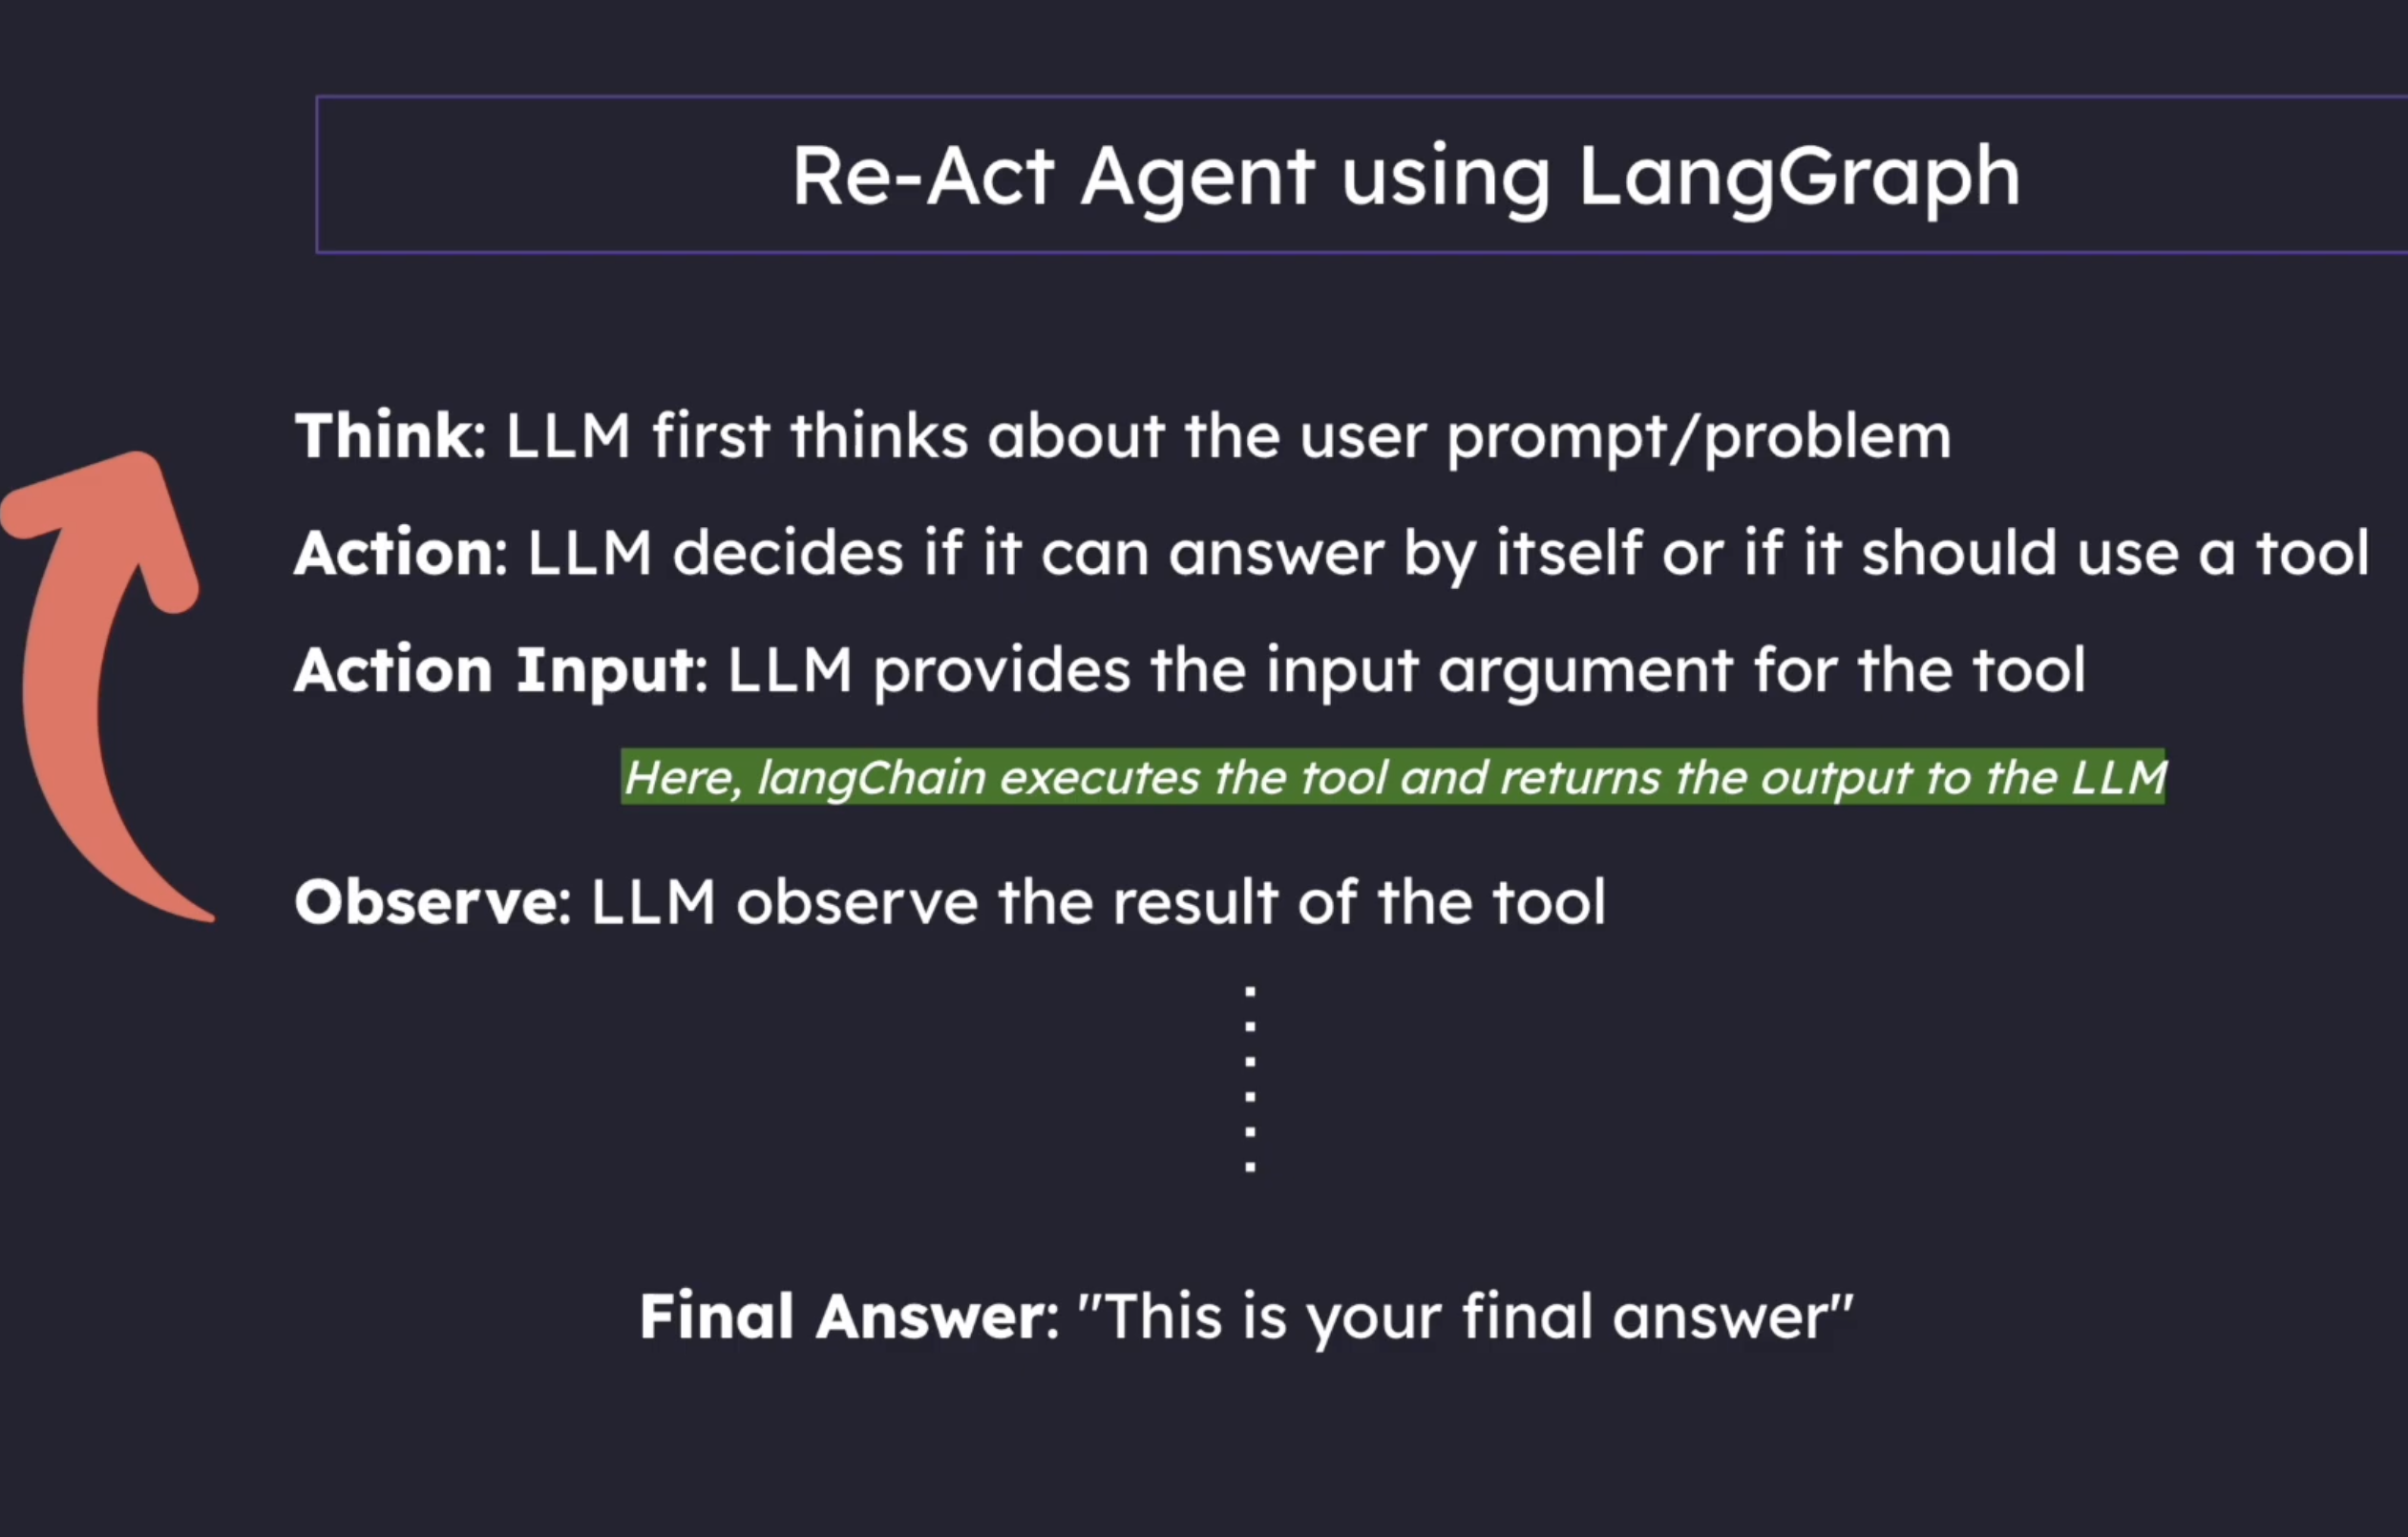 Re-Act Agent using LangGraph
Think: LLM first thinks about the user prompt/problem
Action: LLM decides if it can answer by itself or if it should use a tool
Action Input: LLM provides the input argument for the tool
Here, langChain executes the tool and returns the output to the LLM
Observe: LLM observe the result of the tool
Final Answer: "This is your final answer"